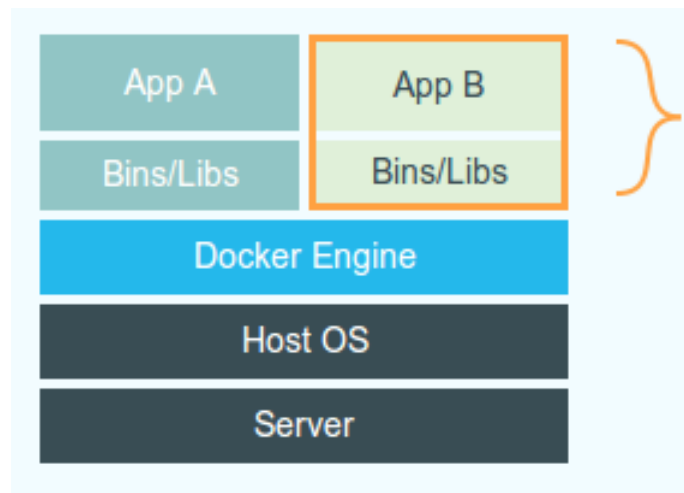 App A
App B
Bins/Libs
Bins/Libs
Docker Engine
Host OS
Server